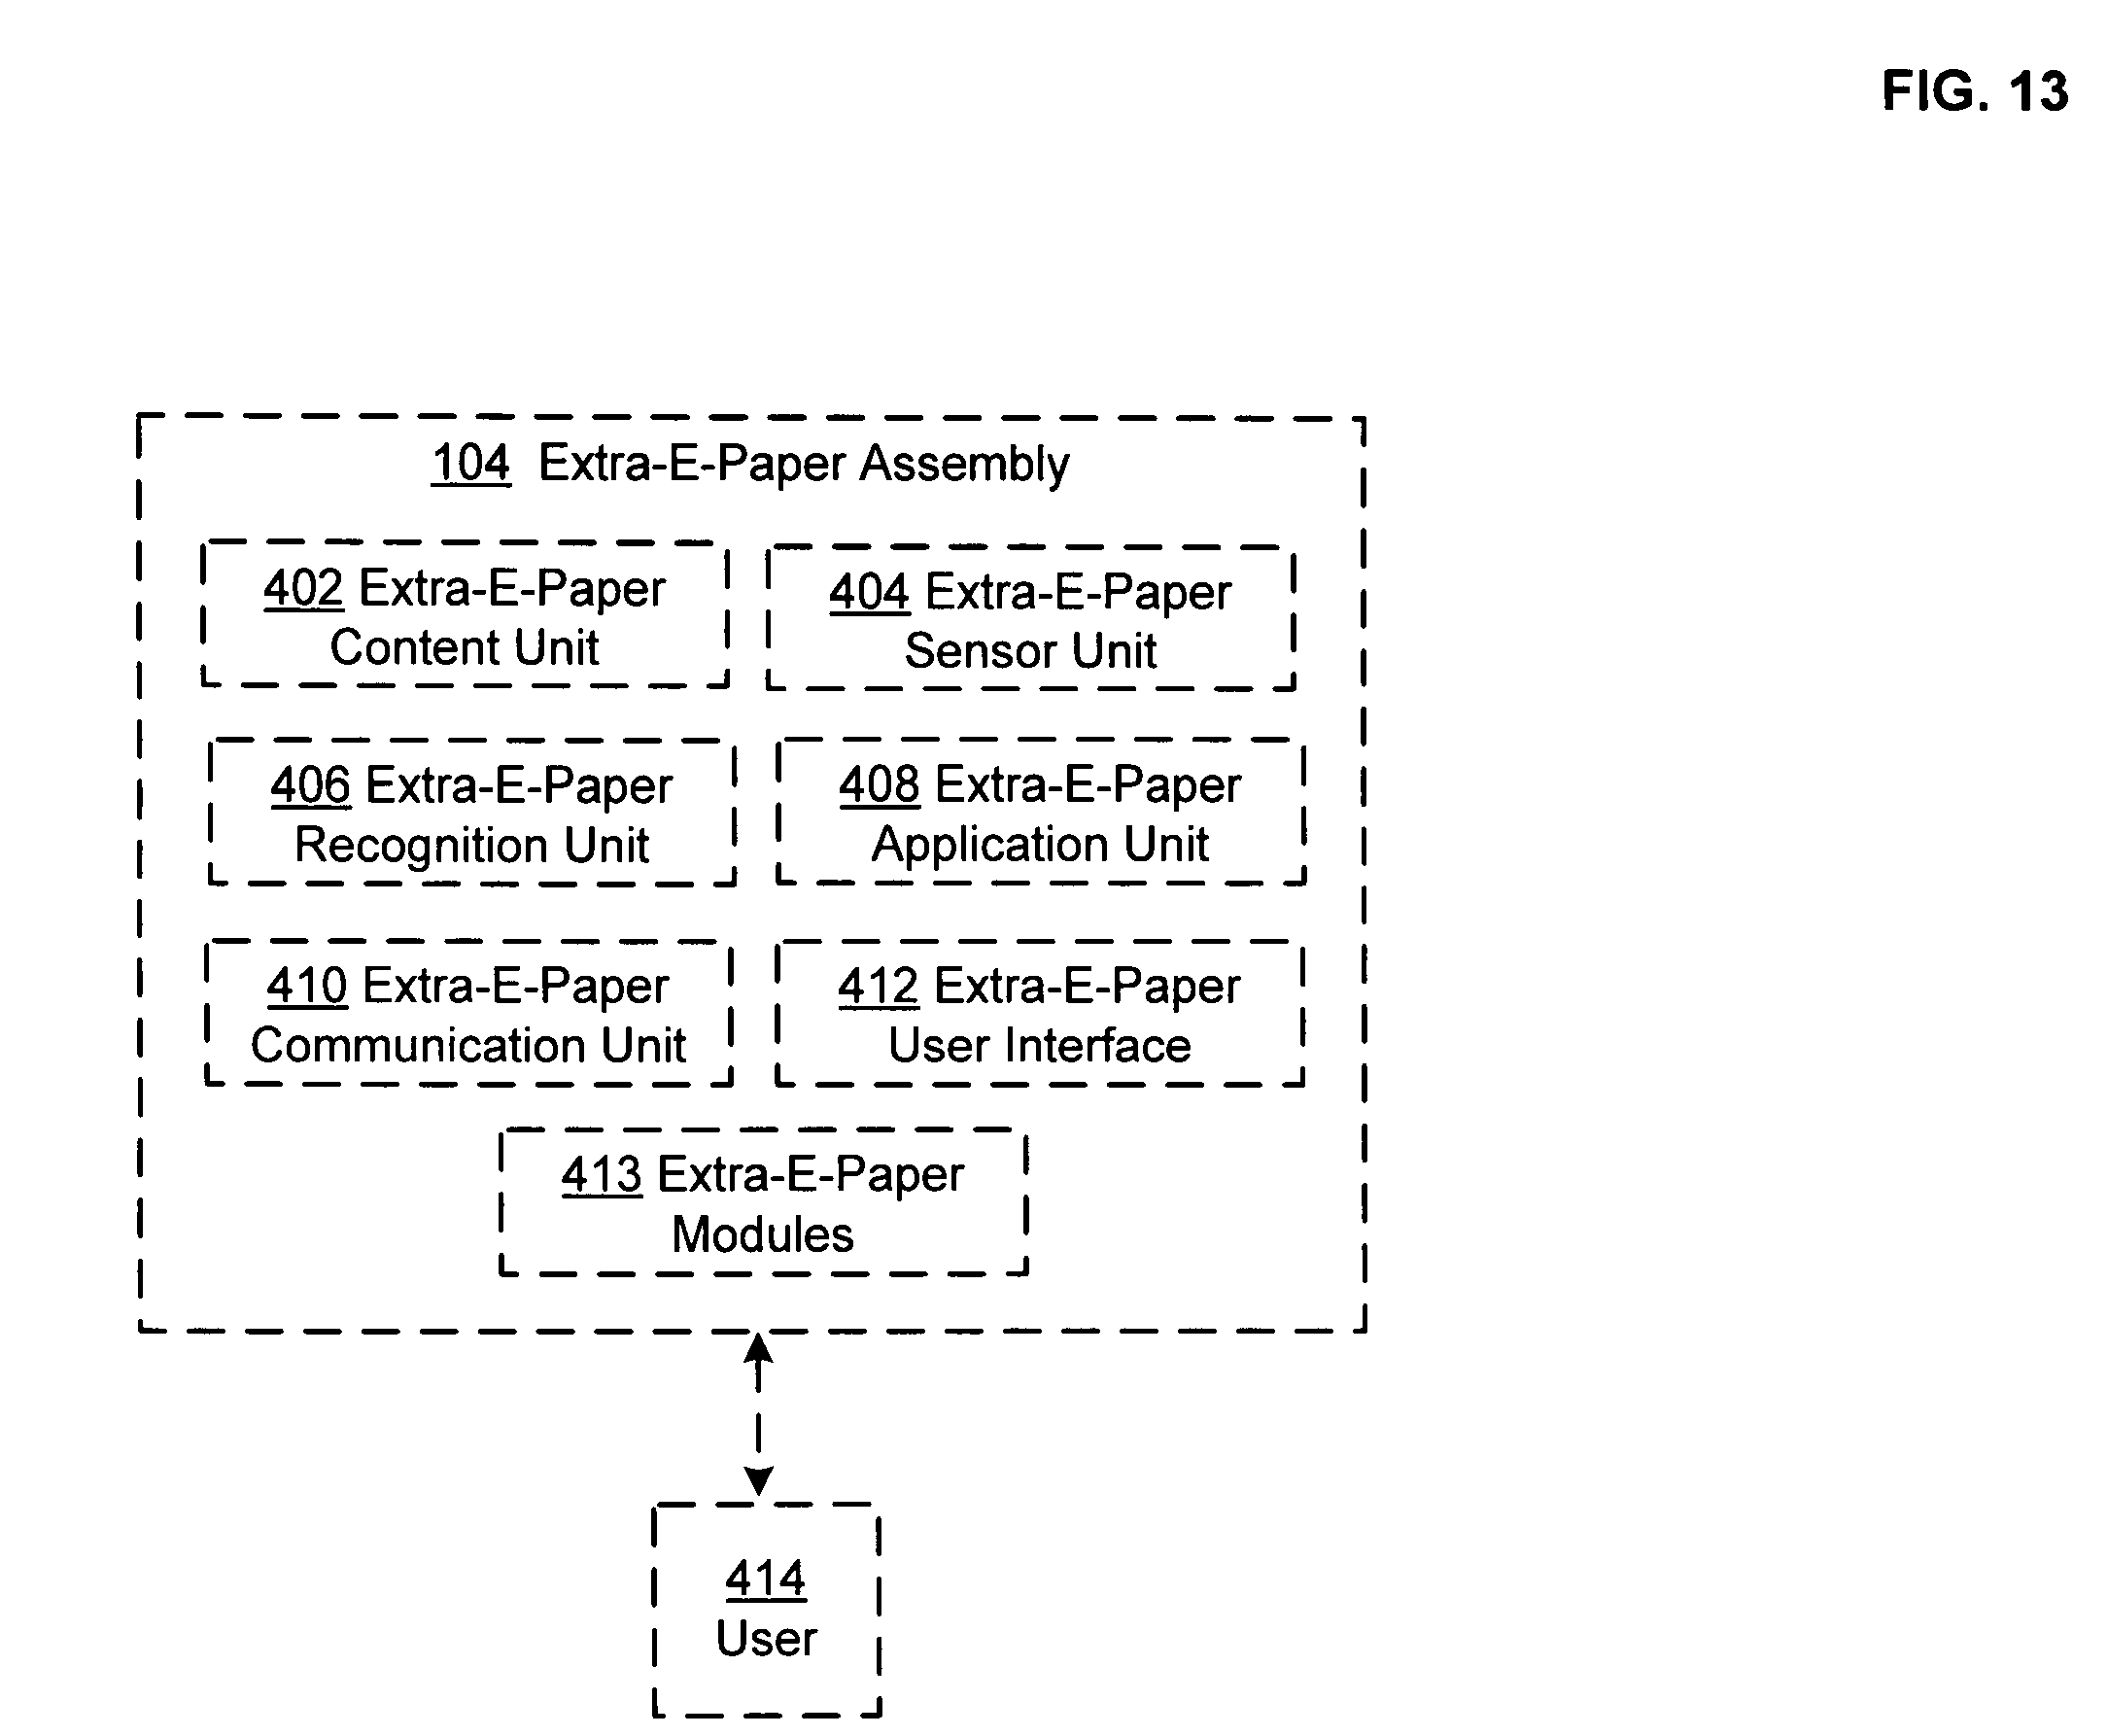 FIG. 13
104 Extra-E-Paper Assembly
402 Extra-E-Paper
Content Unit
404 Extra-E-Paper
Sensor Unit
406 Extra-E-Paper
Recognition Unit
408 Extra-E-Paper
Application Unit
410 Extra-E-Paper
Communication Unit
412 Extra-E-Paper
User Interface
413 Extra-E-Paper
Modules
414
User